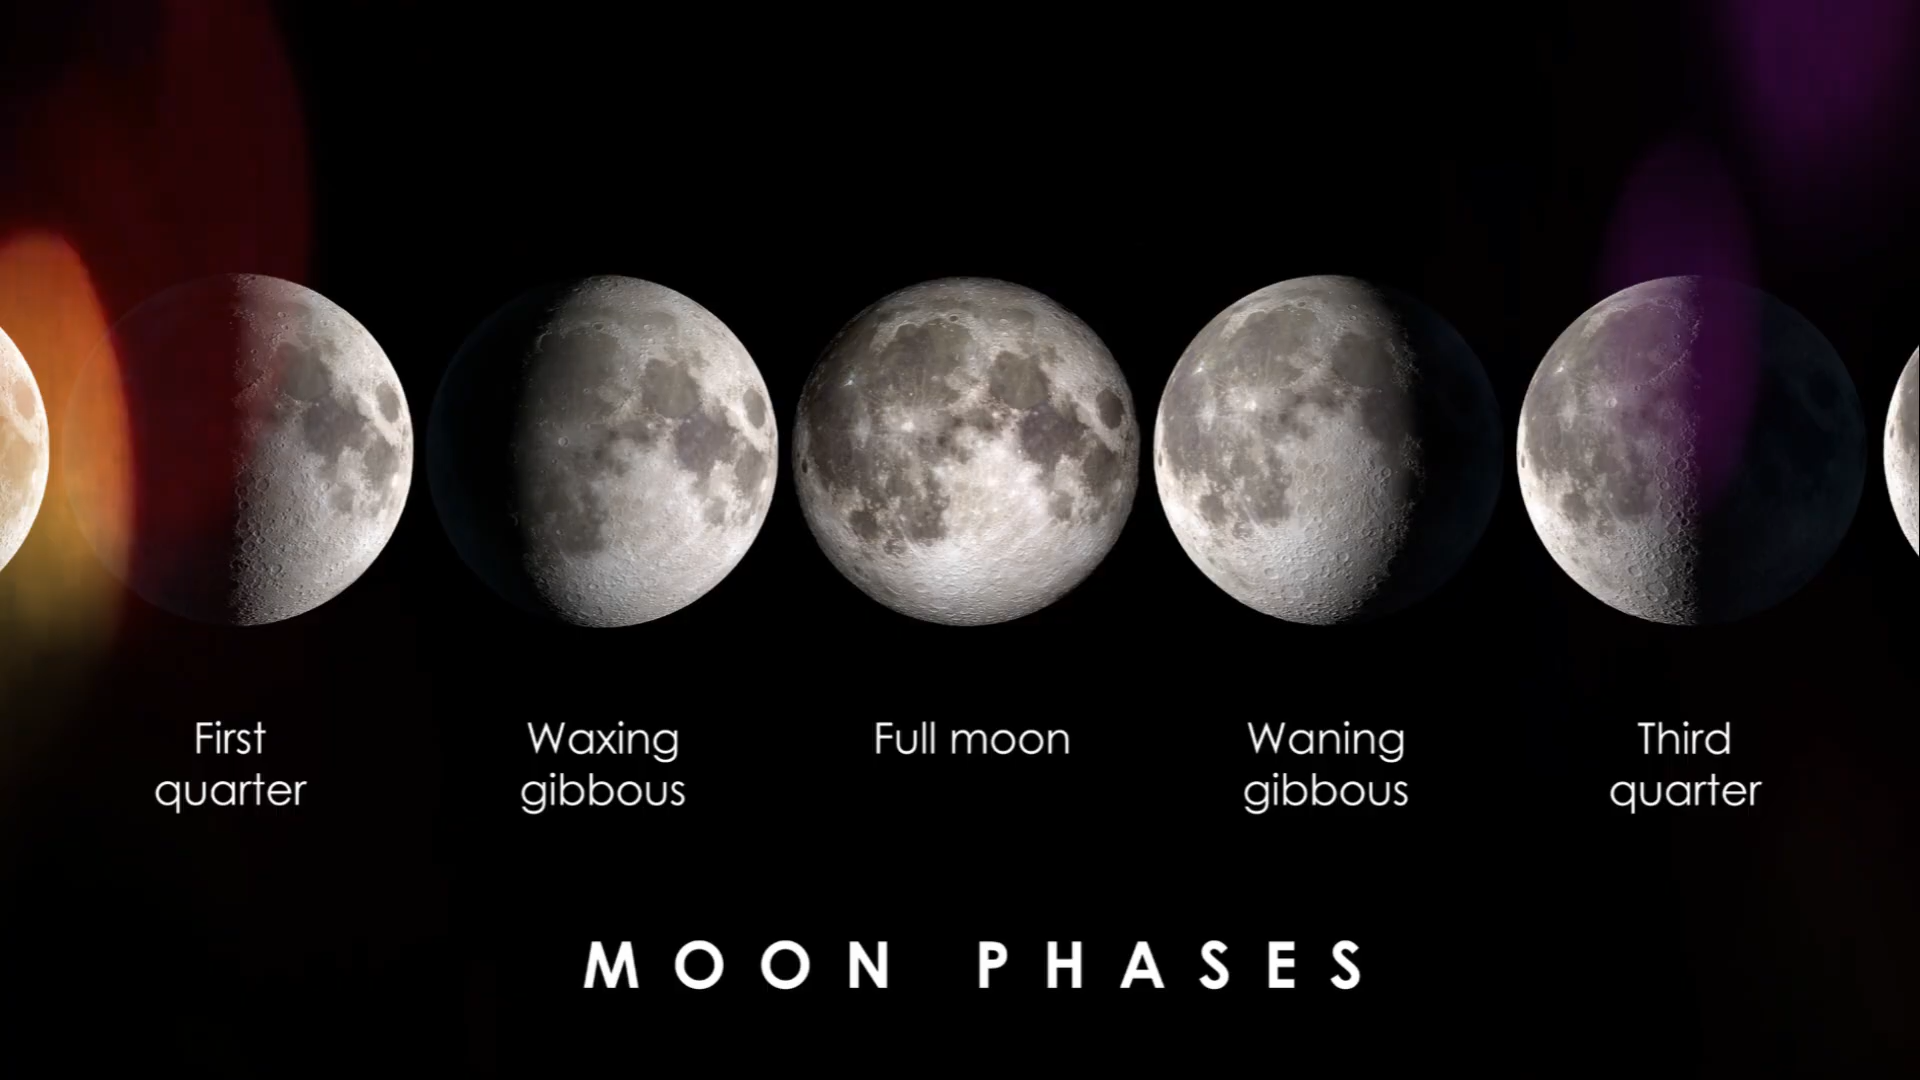 First
quarter
Waxing
gibbous
Full moon
Waning
gibbous
Third
quarter
MOON PHASES